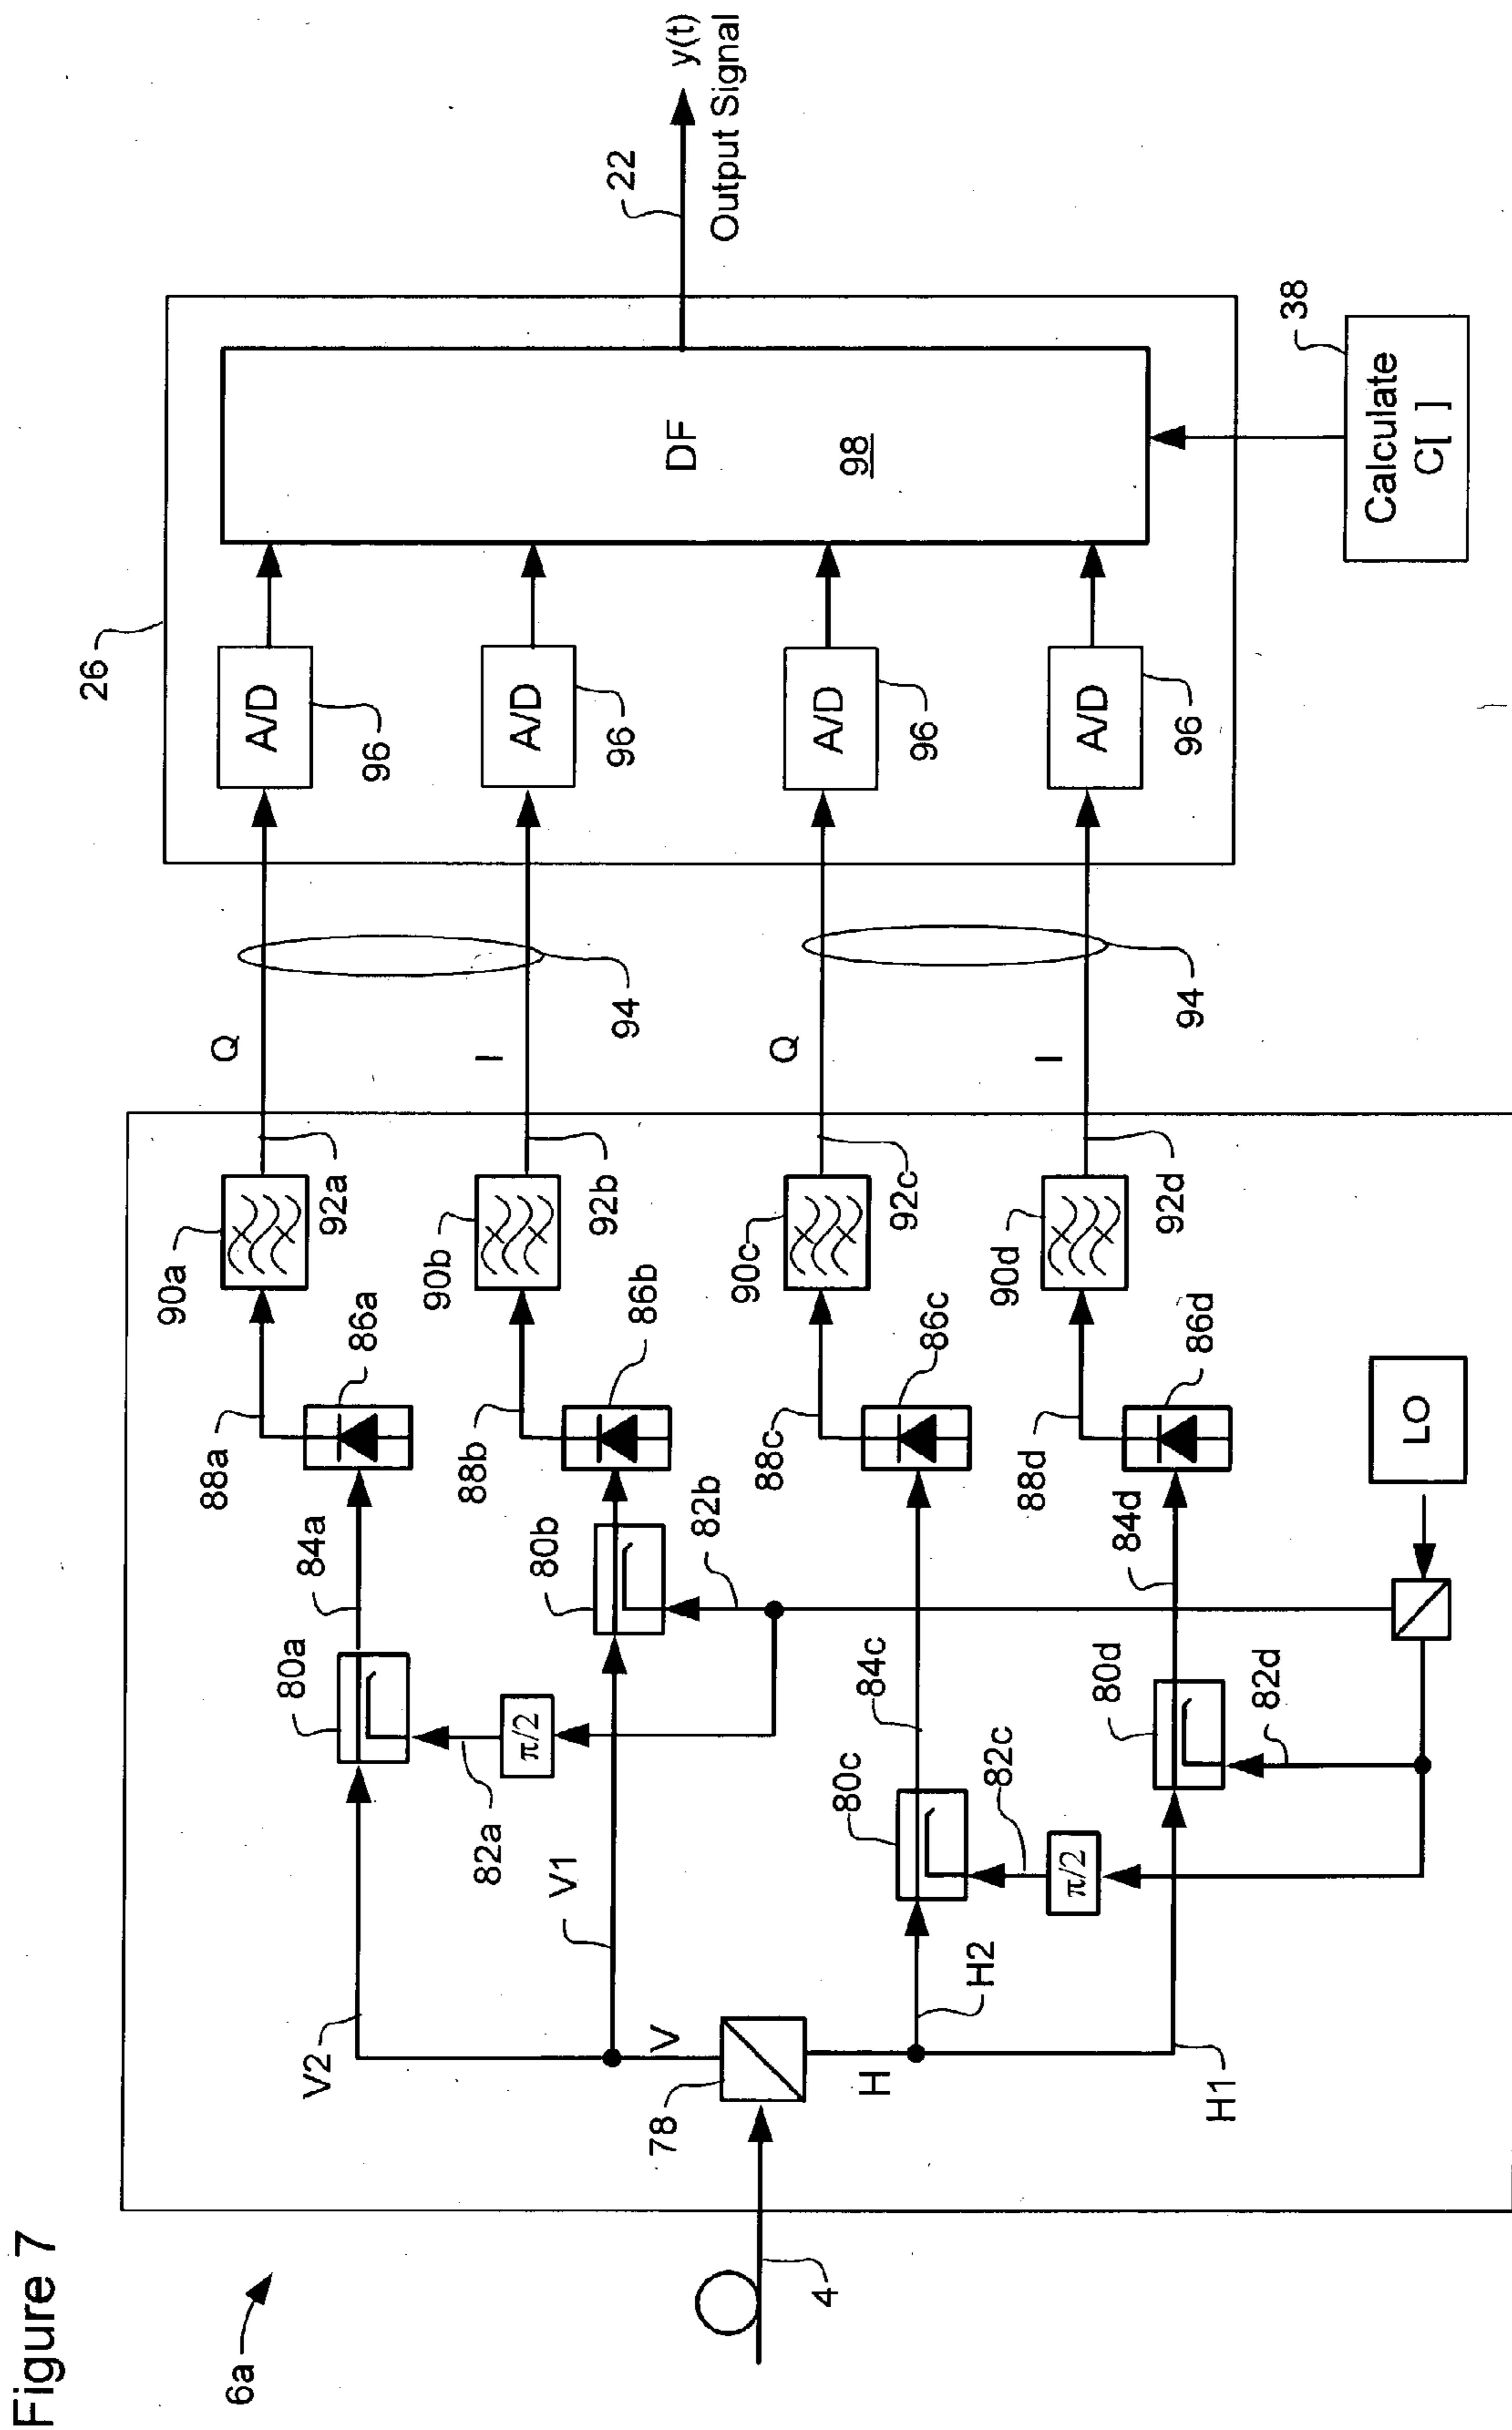 Figure 7
6a
26
90a
88a
86a
92a
Q
A/D
96
V2
84a
80a
82a
π/2
90b
88b
86b
92b
I
94
A/D
96
V1
80b
82b
V
78
4
H
DF
98
22
y(t)
Output Signal
90c
88c
86c
92c
Q
A/D
96
H2
84c
80c
82c
π/2
90d
88d
86d
92d
I
94
A/D
96
H1
84d
80d
82d
LO
38
Calculate
C[ ]